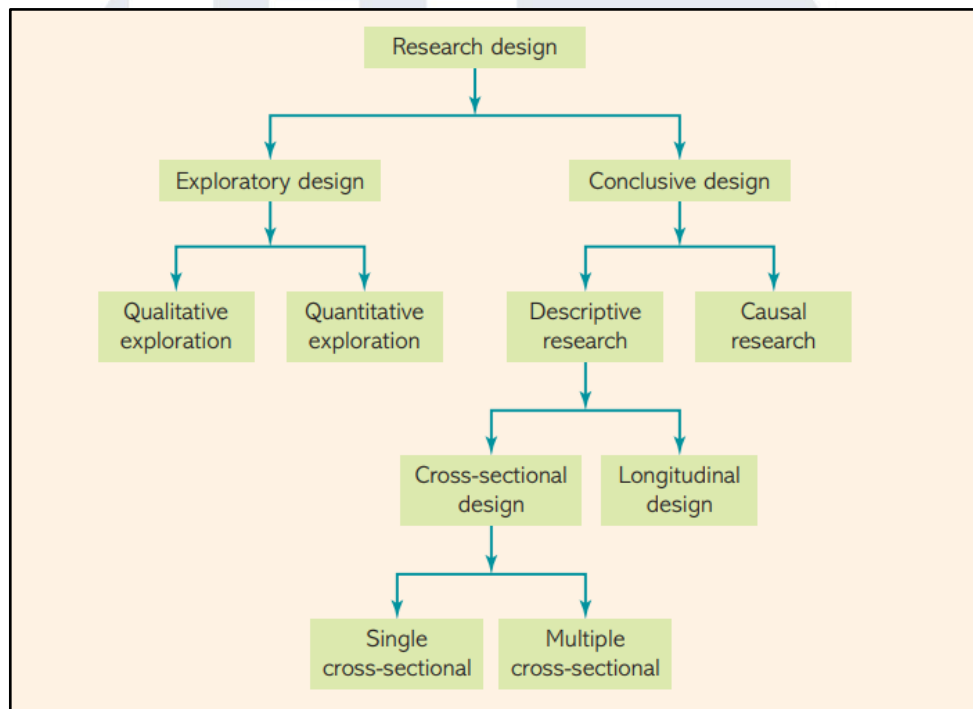 Research design
Exploratory design
Conclusive design
Qualitative
exploration
Quantitative
exploration
Descriptive
research
Causal
research
Cross-sectional
design
Longitudinal
design
Single
cross-sectional
Multiple
cross-sectional